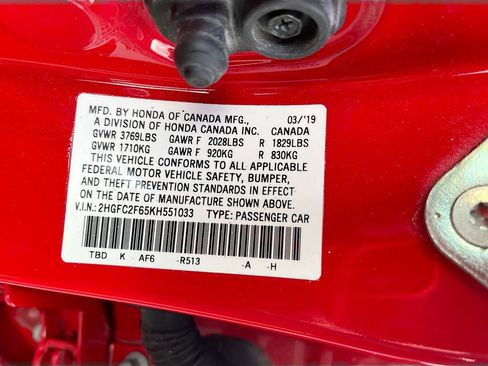 MFD. BY HONDA OF CANADA MFG., 03/'19
A DIVISION OF HONDA CANADA INC. CANADA
GVWR 3769LBS GAWR F 2028LBS R 1829LBS
GVWR 1710KG GAWR F 920KG R 830KG
THIS VEHICLE CONFORMS TO ALL APPLICABLE
FEDERAL MOTOR VEHICLE SAFETY, BUMPER,
AND THEFT PREVENTION STANDARDS IN EFFECT
ON THE DATE OF MANUFACTURE SHOWN ABOVE.
V.I.N.: 2HGFC2F65KH551033 TYPE: PASSENGER CAR
TBD K AF6 -R513 -A -H